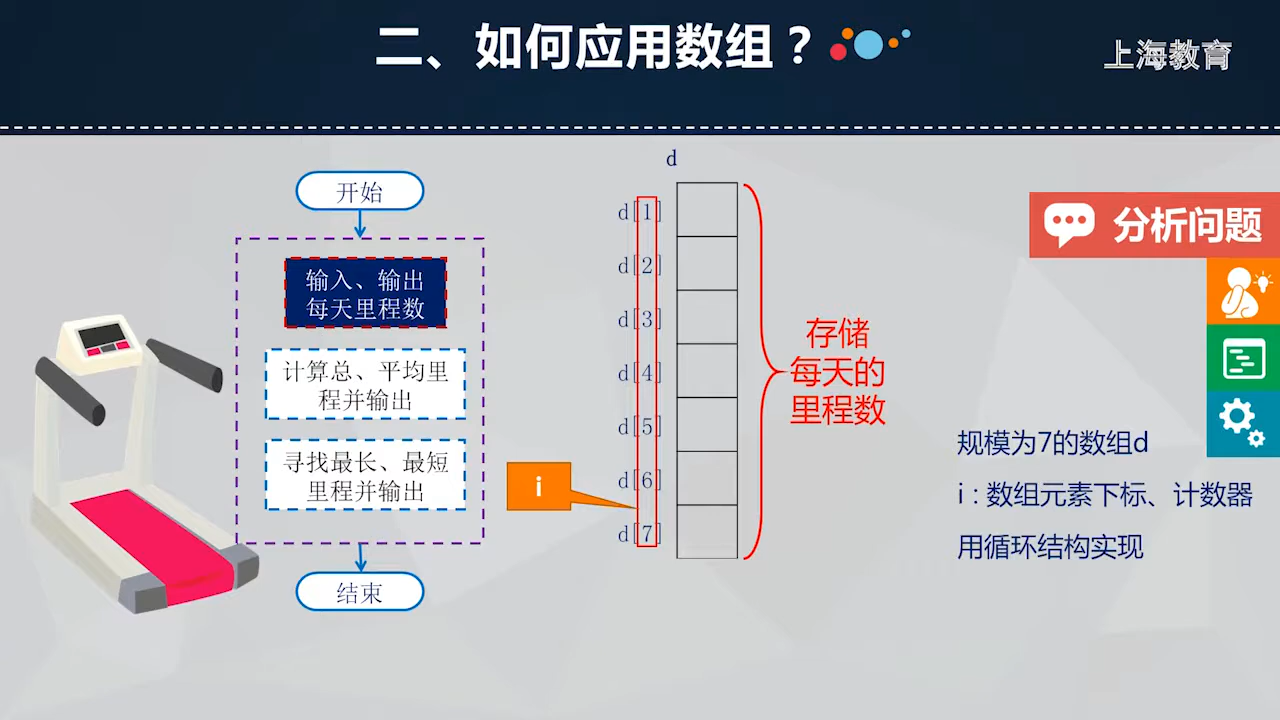 二、如何应用数组？
上海教育
开始
输入、输出
每天里程数
计算总、平均里
程并输出
寻找最长、最短
里程并输出
结束
d
d[1]
d[2]
d[3]
d[4]
d[5]
d[6]
d[7]
i
存储
每天的
里程数
分析问题
规模为7的数组d
i：数组元素下标、计数器
用循环结构实现